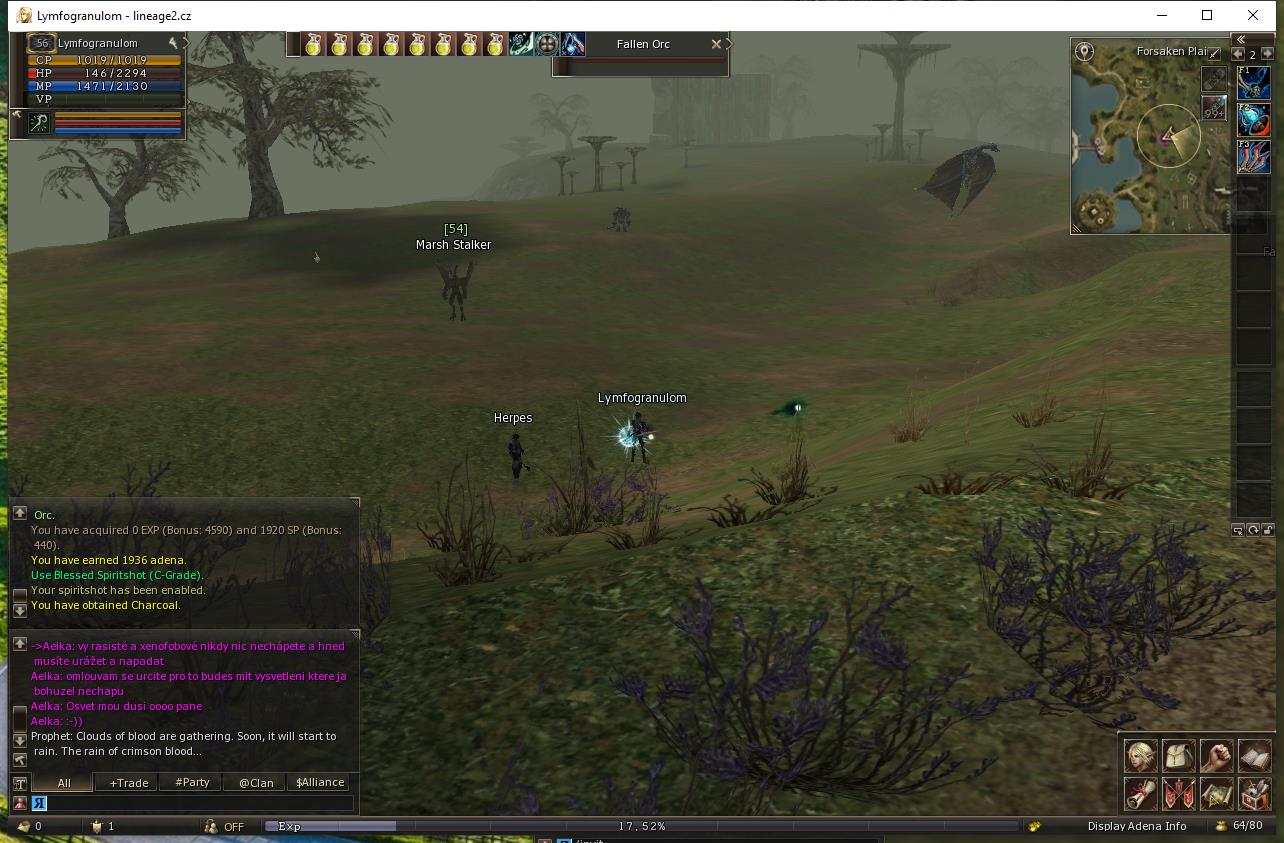 Lymfogranulom - lineage2.cz
56 Lymfogranulom
CP 1019/1019
HP 146/2294
MP 1471/2130
VP
Fallen Orc
Forsaken Plai
2
F1
F2
F3
99+
[54]
Marsh Stalker
Lymfogranulom
Herpes
Orc.
You have acquired 0 EXP (Bonus: 4590) and 1920 SP (Bonus:
440).
You have earned 1936 adena.
Use Blessed Spiritshot (C-Grade).
Your spiritshot has been enabled.
You have obtained Charcoal.
->Aelka: vy rasisté a xenofobové nikdy nic nechápete a hned
musíte urážet a napadat
Aelka: omlouvam se urcite pro to budes mit vysvetleni ktere ja
bohuzel nechapu
Aelka: Osvet mou dusi oooo pane
Aelka: :-))
Prophet: Clouds of blood are gathering. Soon, it will start to
rain. The rain of crimson blood...
All +Trade #Party @Clan $Alliance
Я
0 1 OFF Exp 17,52% Display Adena Info 64/80